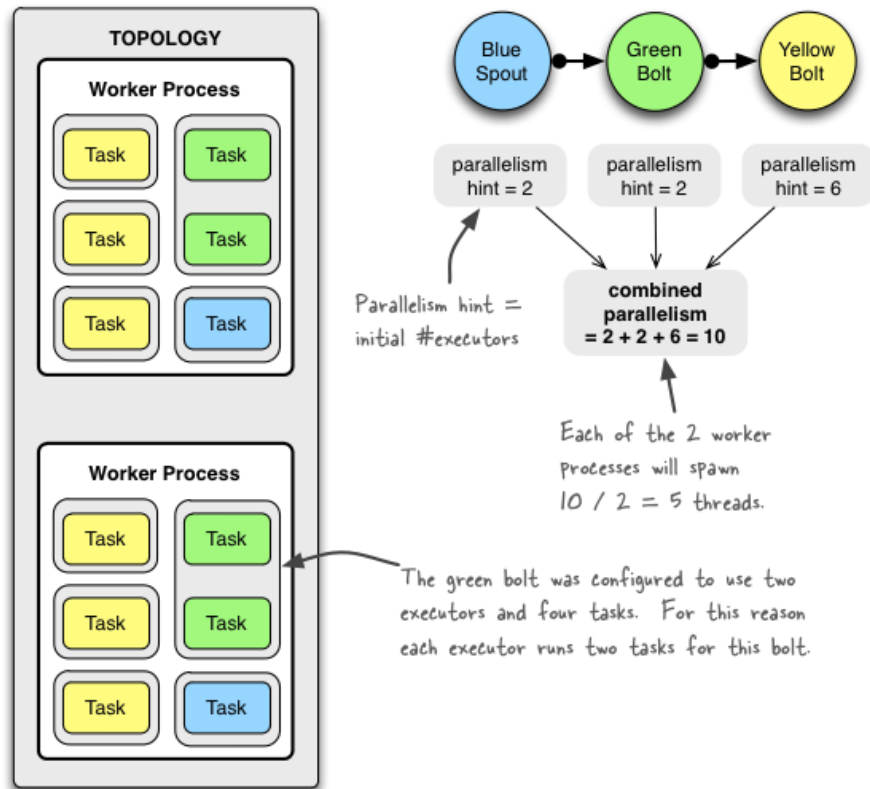 TOPOLOGY
Worker Process
Task
Task
Task
Task
Task
Task
Worker Process
Task
Task
Task
Task
Task
Task
Blue
Spout
Green
Bolt
Yellow
Bolt
parallelism
hint = 2
parallelism
hint = 2
parallelism
hint = 6
Parallelism hint =
initial #executors
combined
parallelism
= 2 + 2 + 6 = 10
Each of the 2 worker
processes will spawn
10 / 2 = 5 threads.
The green bolt was configured to use two
executors and four tasks. For this reason
each executor runs two tasks for this bolt.